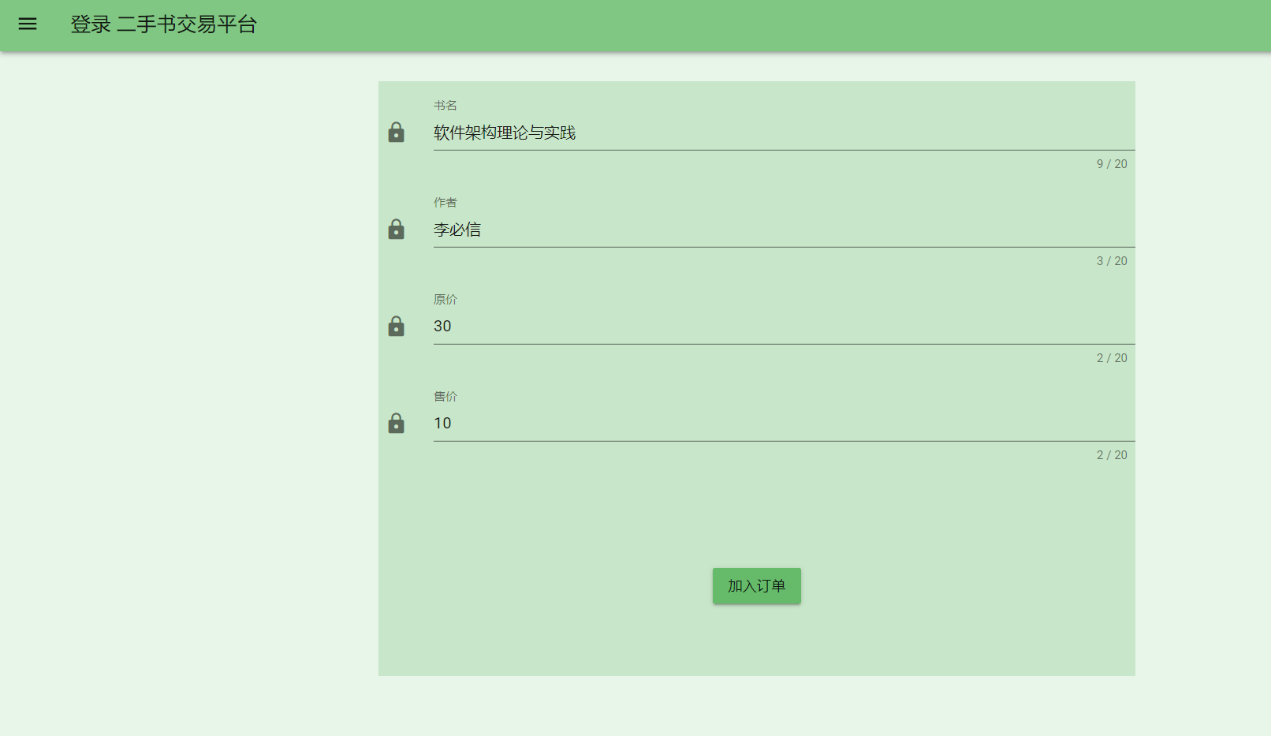 登录 二手书交易平台
书名
软件架构理论与实践
9 / 20
作者
李必信
3 / 20
原价
30
2 / 20
售价
10
2 / 20
加入订单